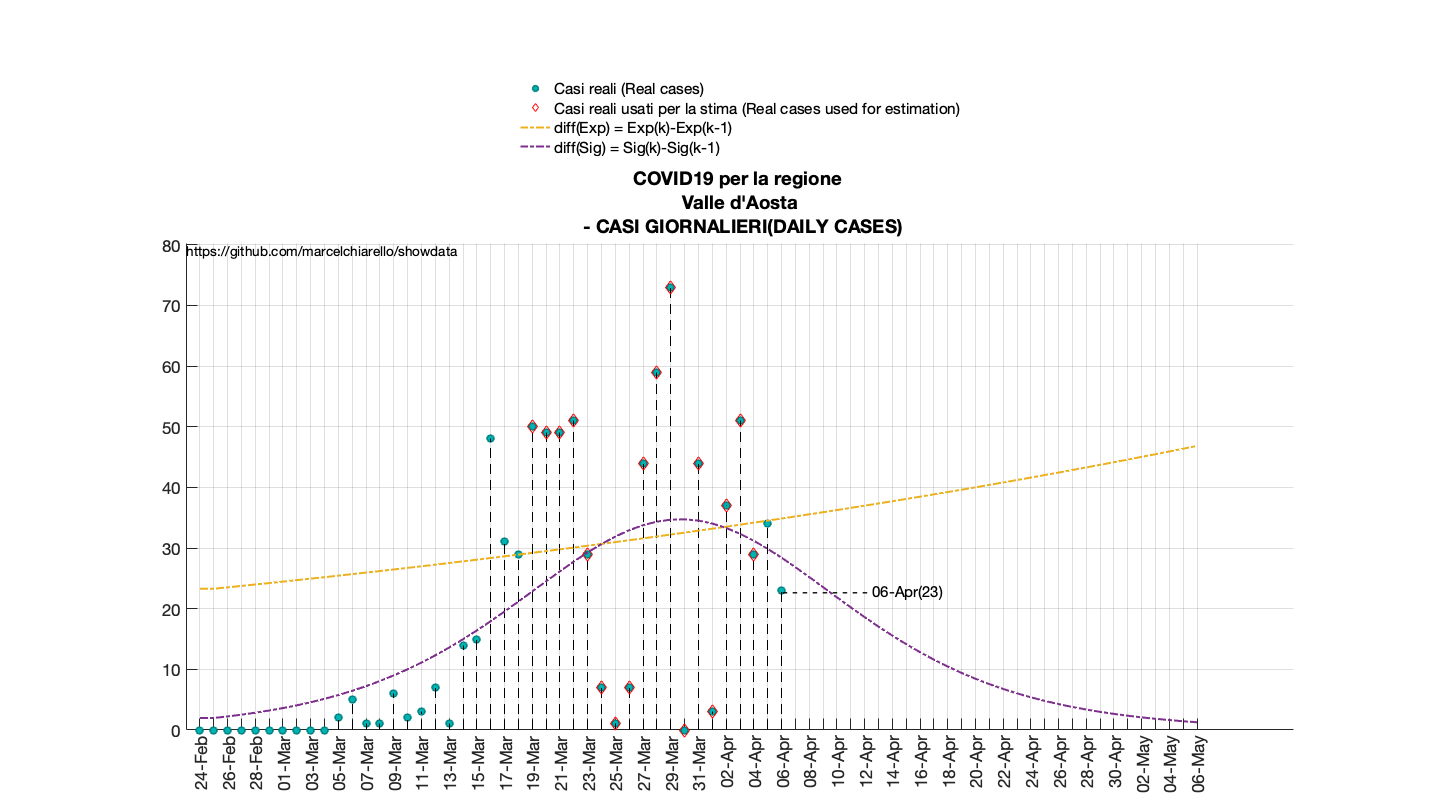 Casi reali (Real cases)
Casi reali usati per la stima (Real cases used for estimation)
diff(Exp) = Exp(k)-Exp(k-1)
diff(Sig) = Sig(k)-Sig(k-1)
COVID19 per la regione
Valle d'Aosta
- CASI GIORNALIERI(DAILY CASES)
https://github.com/marcelchiarello/showdata
80
70
60
50
40
30
20
10
0
06-Apr(23)
24-Feb
26-Feb
28-Feb
01-Mar
03-Mar
05-Mar
07-Mar
09-Mar
11-Mar
13-Mar
15-Mar
17-Mar
19-Mar
21-Mar
23-Mar
25-Mar
27-Mar
29-Mar
31-Mar
02-Apr
04-Apr
06-Apr
08-Apr
10-Apr
12-Apr
14-Apr
16-Apr
18-Apr
20-Apr
22-Apr
24-Apr
26-Apr
28-Apr
30-Apr
02-May
04-May
06-May